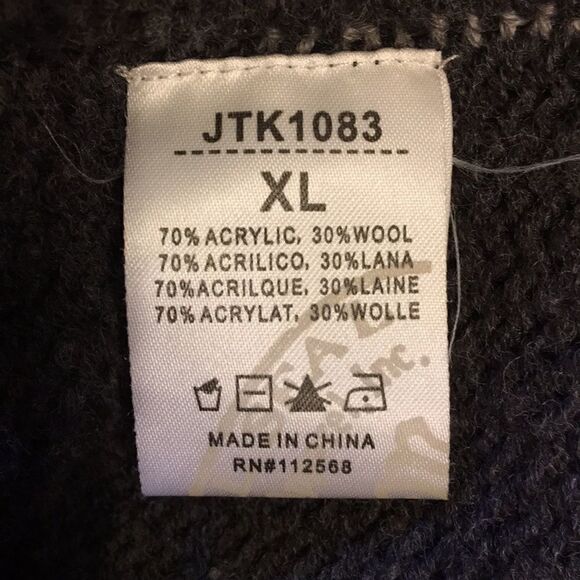 JTK1083
XL
70% ACRYLIC, 30%WOOL
70% ACRILICO, 30%LANA
70%ACRILQUE, 30%LAINE
70% ACRYLAT, 30%WOLLE
Inc.
MADE IN CHINA
RN#112568